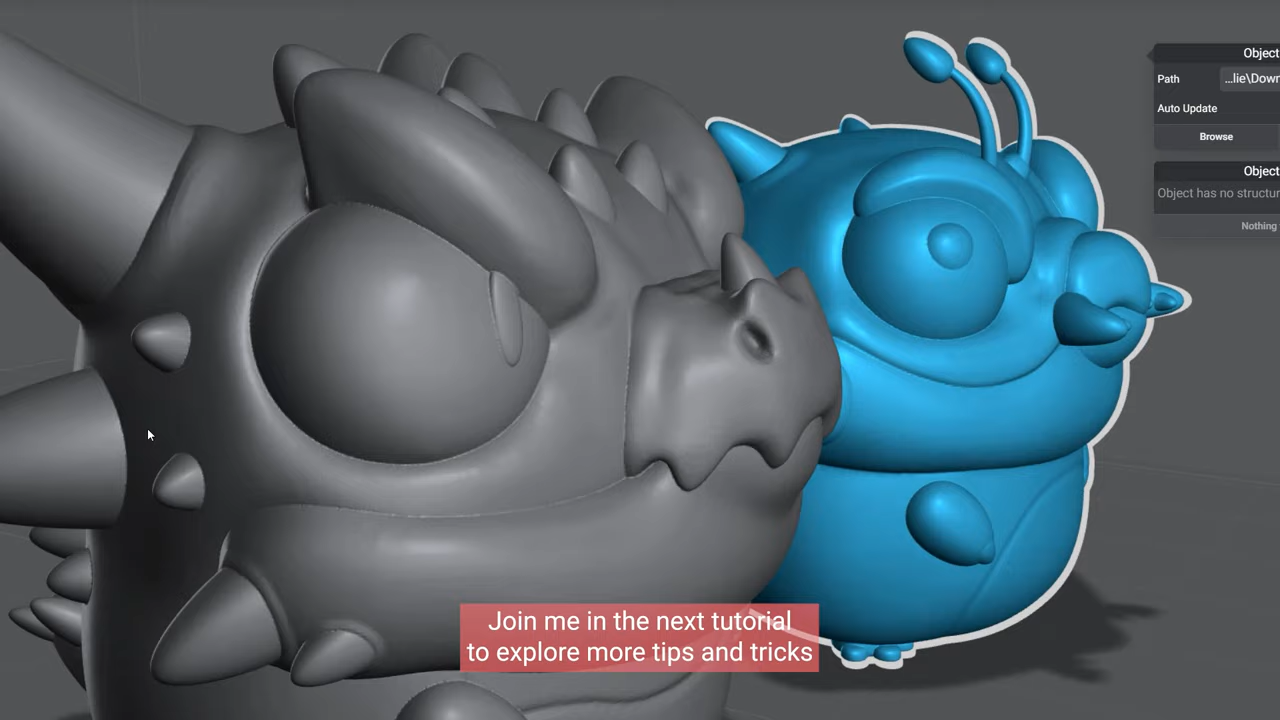 Object
Path
...lie\Down
Auto Update
Browse
Object
Object has no structur
Nothing
Join me in the next tutorial
to explore more tips and tricks